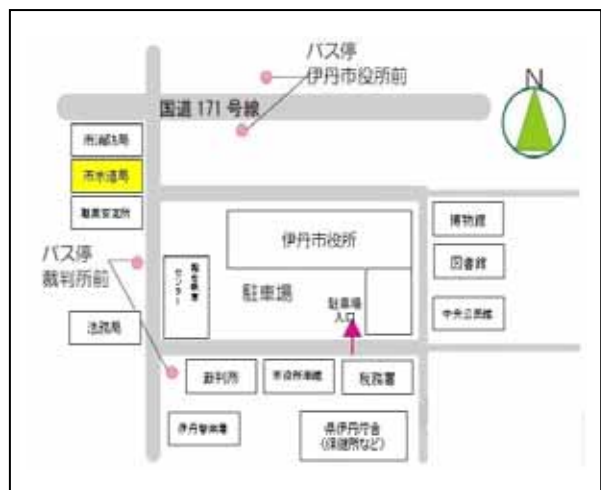 バス停
伊丹市役所前
N
国道171号線
市消防局
市水道局
職業安定所
伊丹市役所
博物館
図書館
バス停
裁判所前
センター
駐車場
駐車場
入口
中央公民館
法務局
裁判所
市役所別館
税務署
伊丹警察署
県伊丹庁舎
(保健所など)